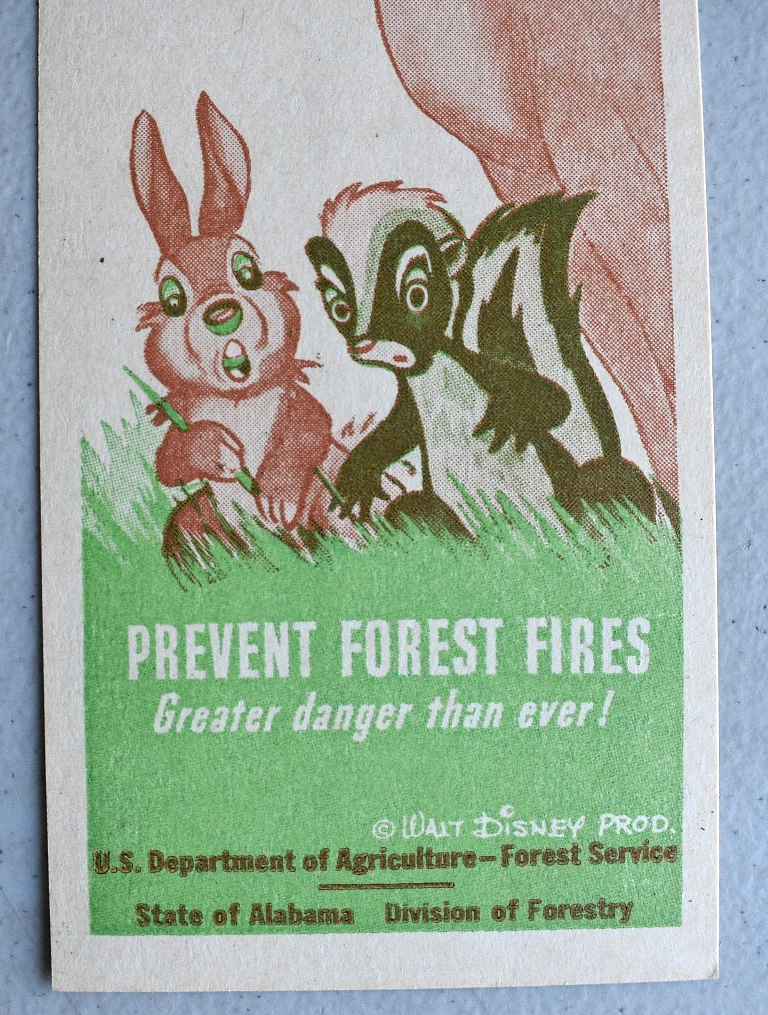 PREVENT FOREST FIRES
Greater danger than ever!
© WALT DISNEY PROD.
U.S. Department of Agriculture—Forest Service
State of Alabama Division of Forestry